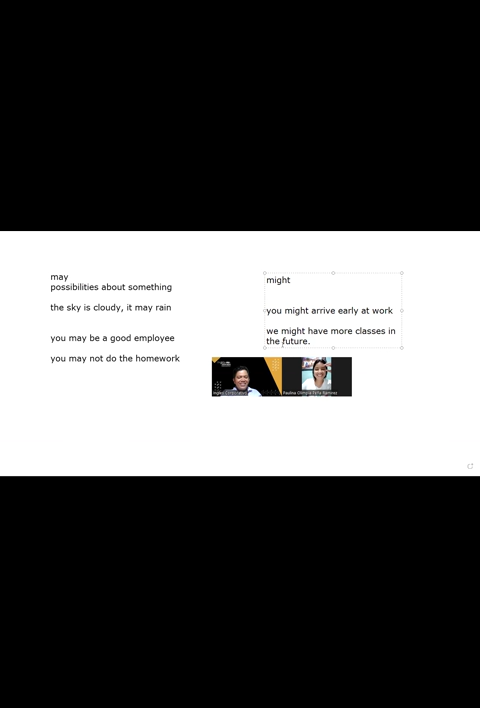 may
possibilities about something
the sky is cloudy, it may rain
you may be a good employee
you may not do the homework
might
you might arrive early at work
we might have more classes in
the future.